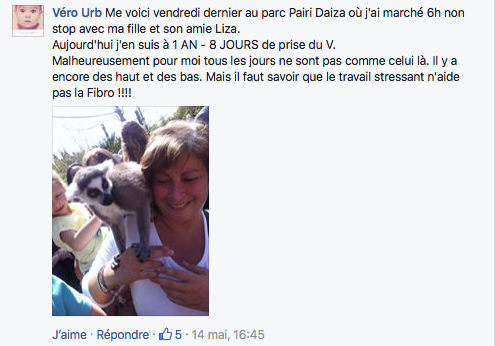 Véro Urb Me voici vendredi dernier au parc Pairi Daiza où j'ai marché 6h non
stop avec ma fille et son amie Liza.
Aujourd'hui j'en suis à 1 AN - 8 JOURS de prise du V.
Malheureusement pour moi tous les jours ne sont pas comme celui là. Il y a
encore des haut et des bas. Mais il faut savoir que le travail stressant n'aide
pas la Fibro !!!!
J'aime · Répondre · 5 · 14 mai, 16:45